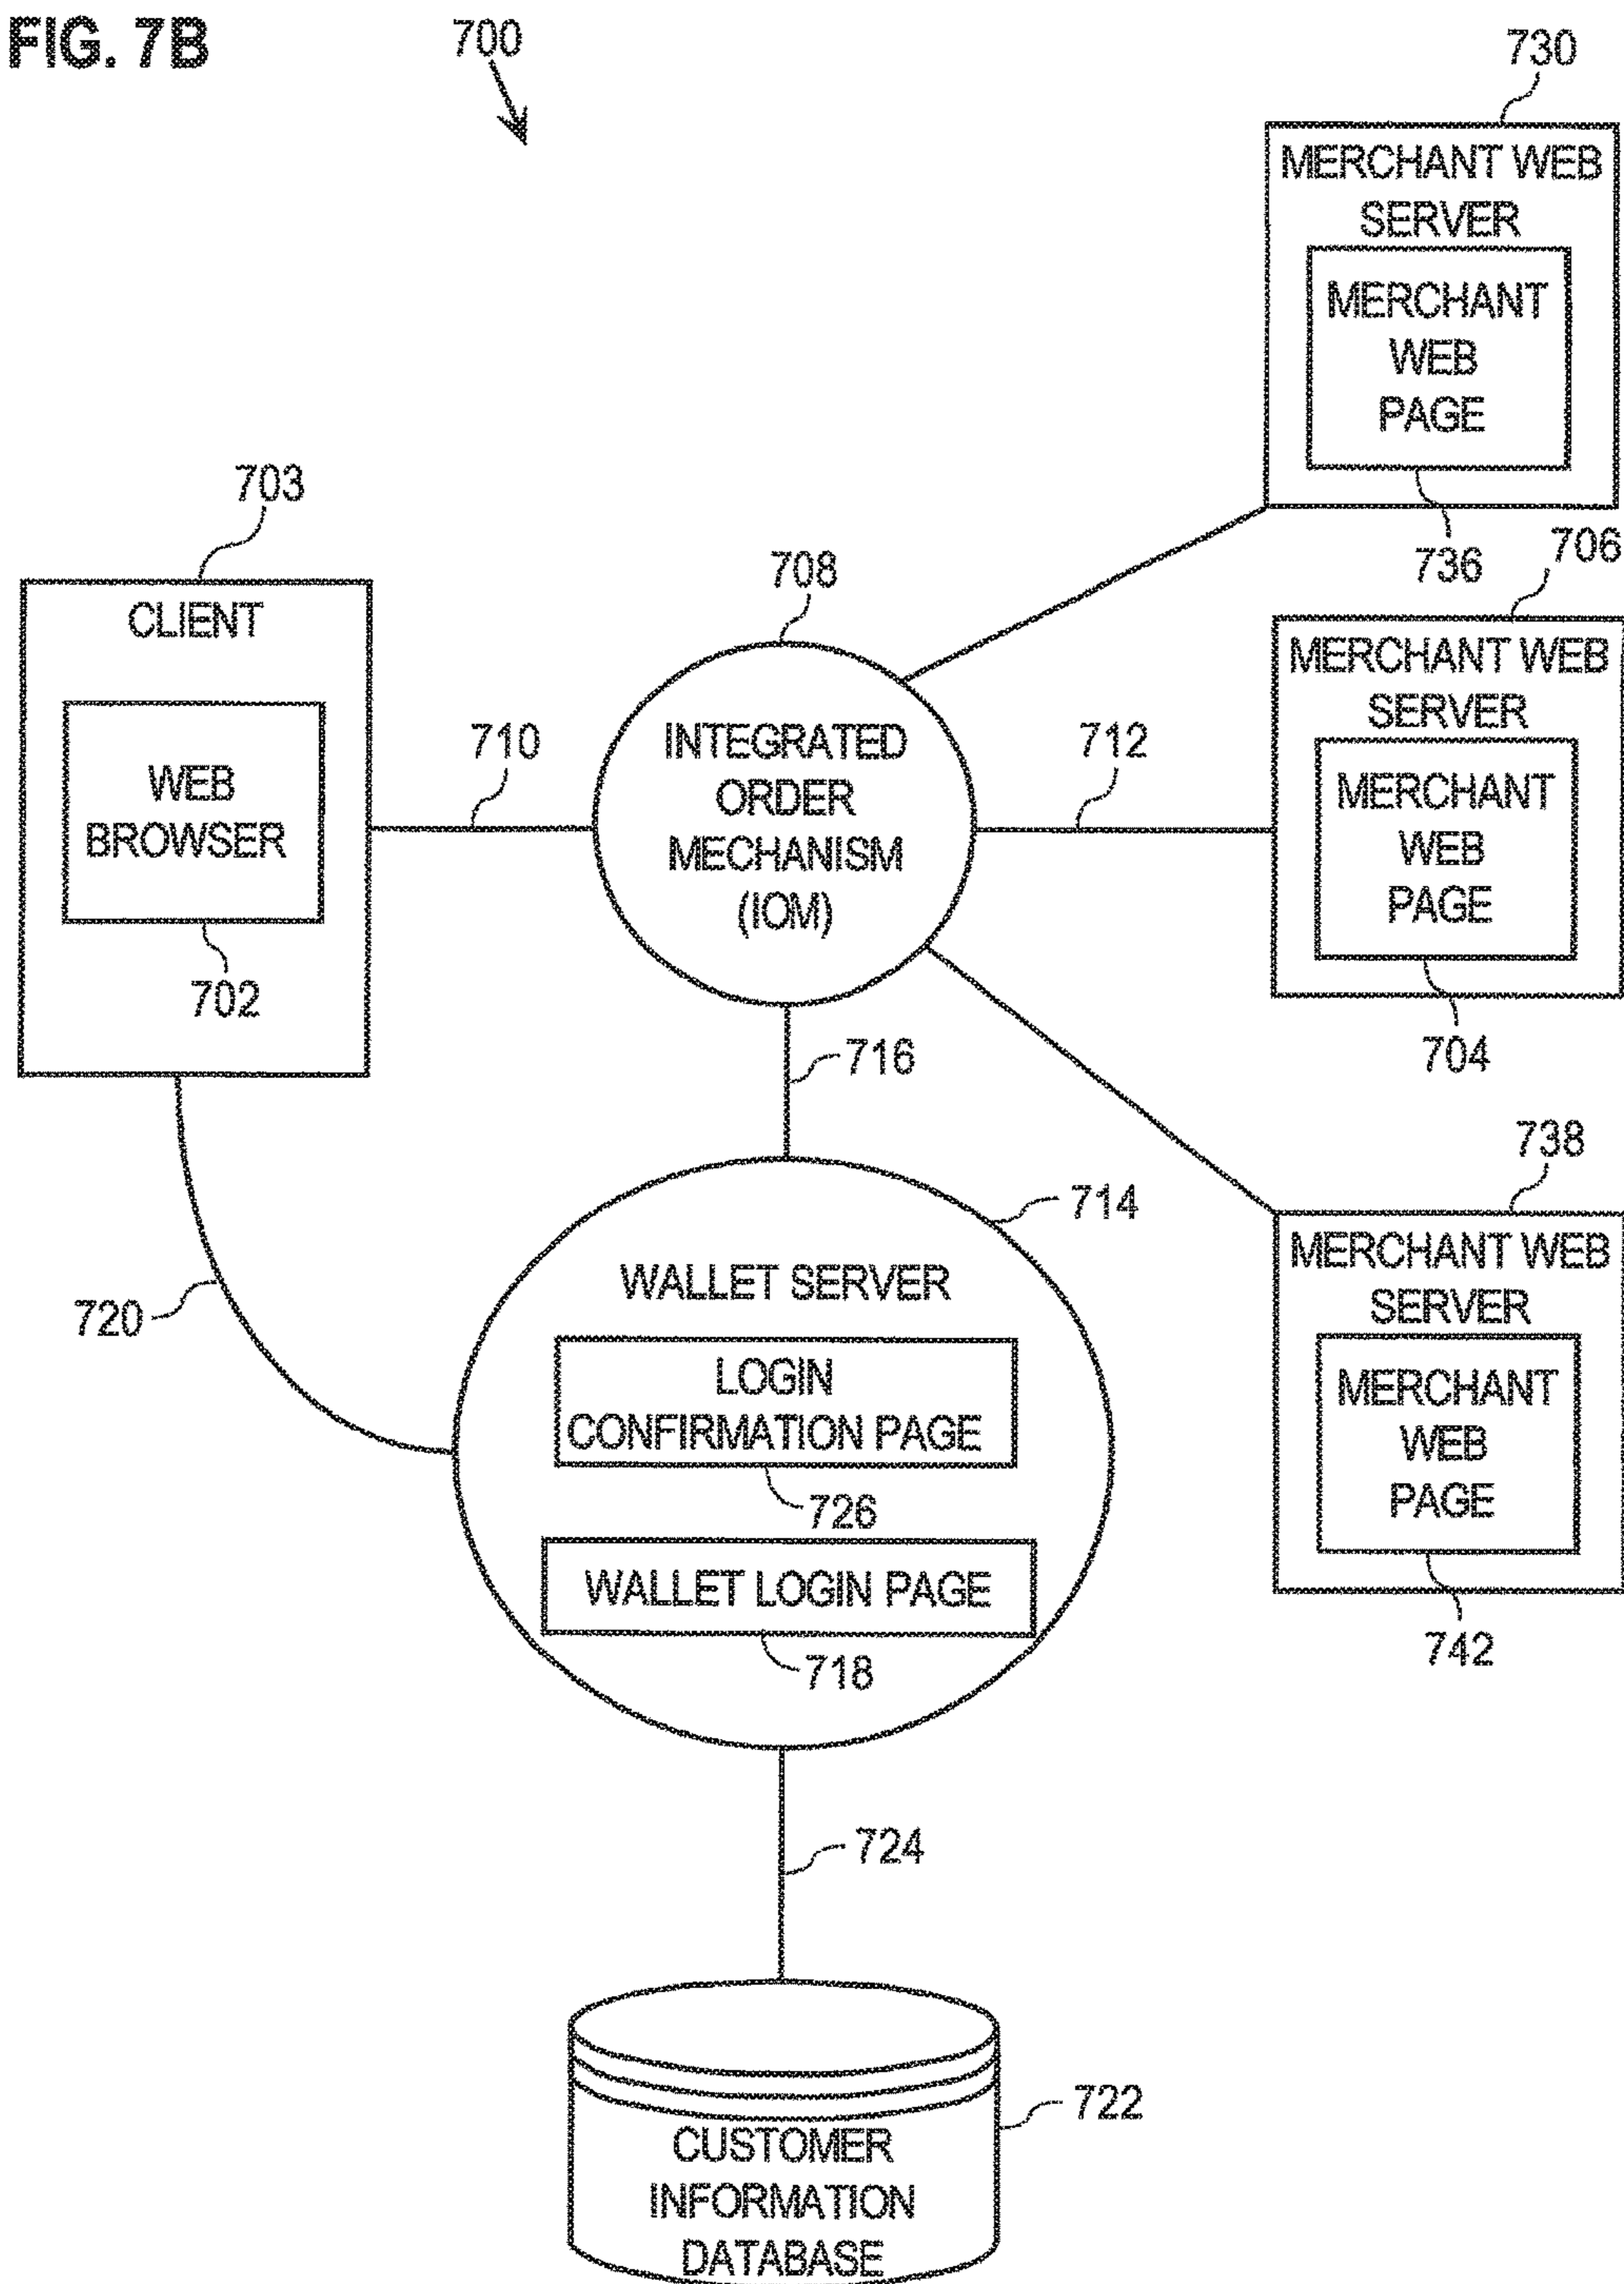 FIG. 7B
700
730
MERCHANT WEB
SERVER
MERCHANT
WEB
PAGE
736
703
CLIENT
WEB
BROWSER
702
710
708
INTEGRATED
ORDER
MECHANISM
(IOM)
712
706
MERCHANT WEB
SERVER
MERCHANT
WEB
PAGE
704
716
720
714
WALLET SERVER
LOGIN
CONFIRMATION PAGE
726
WALLET LOGIN PAGE
718
738
MERCHANT WEB
SERVER
MERCHANT
WEB
PAGE
742
724
722
CUSTOMER
INFORMATION
DATABASE